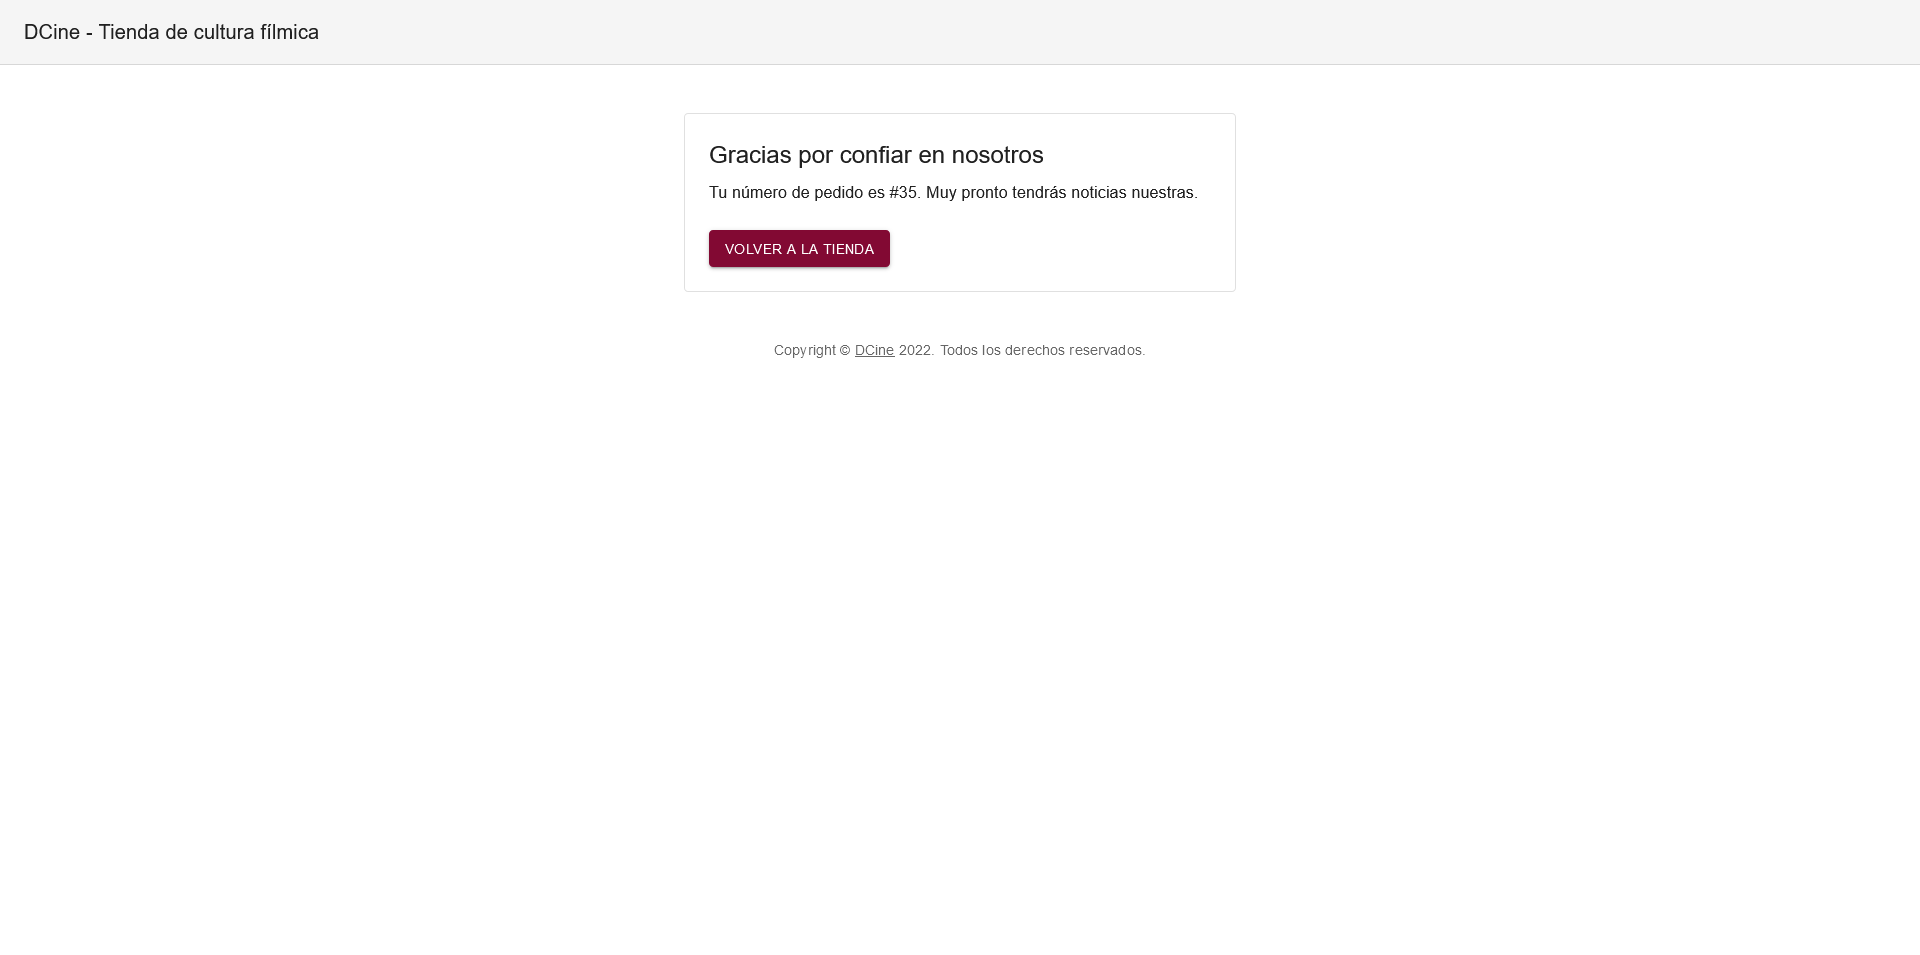 DCine - Tienda de cultura fílmica
Gracias por confiar en nosotros
Tu número de pedido es #35. Muy pronto tendrás noticias nuestras.
VOLVER A LA TIENDA
Copyright © DCine 2022. Todos los derechos reservados.